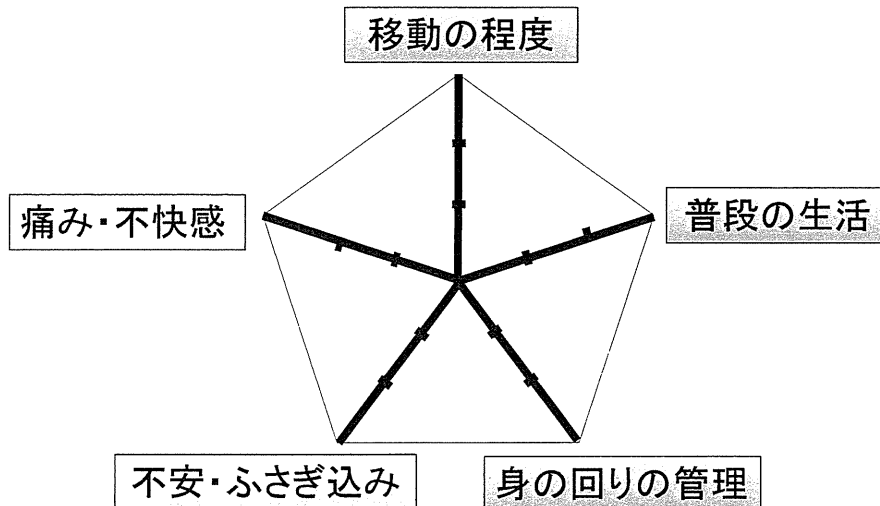 移動の程度
痛み・不快感
普段の生活
不安・ふさぎ込み
身の回りの管理